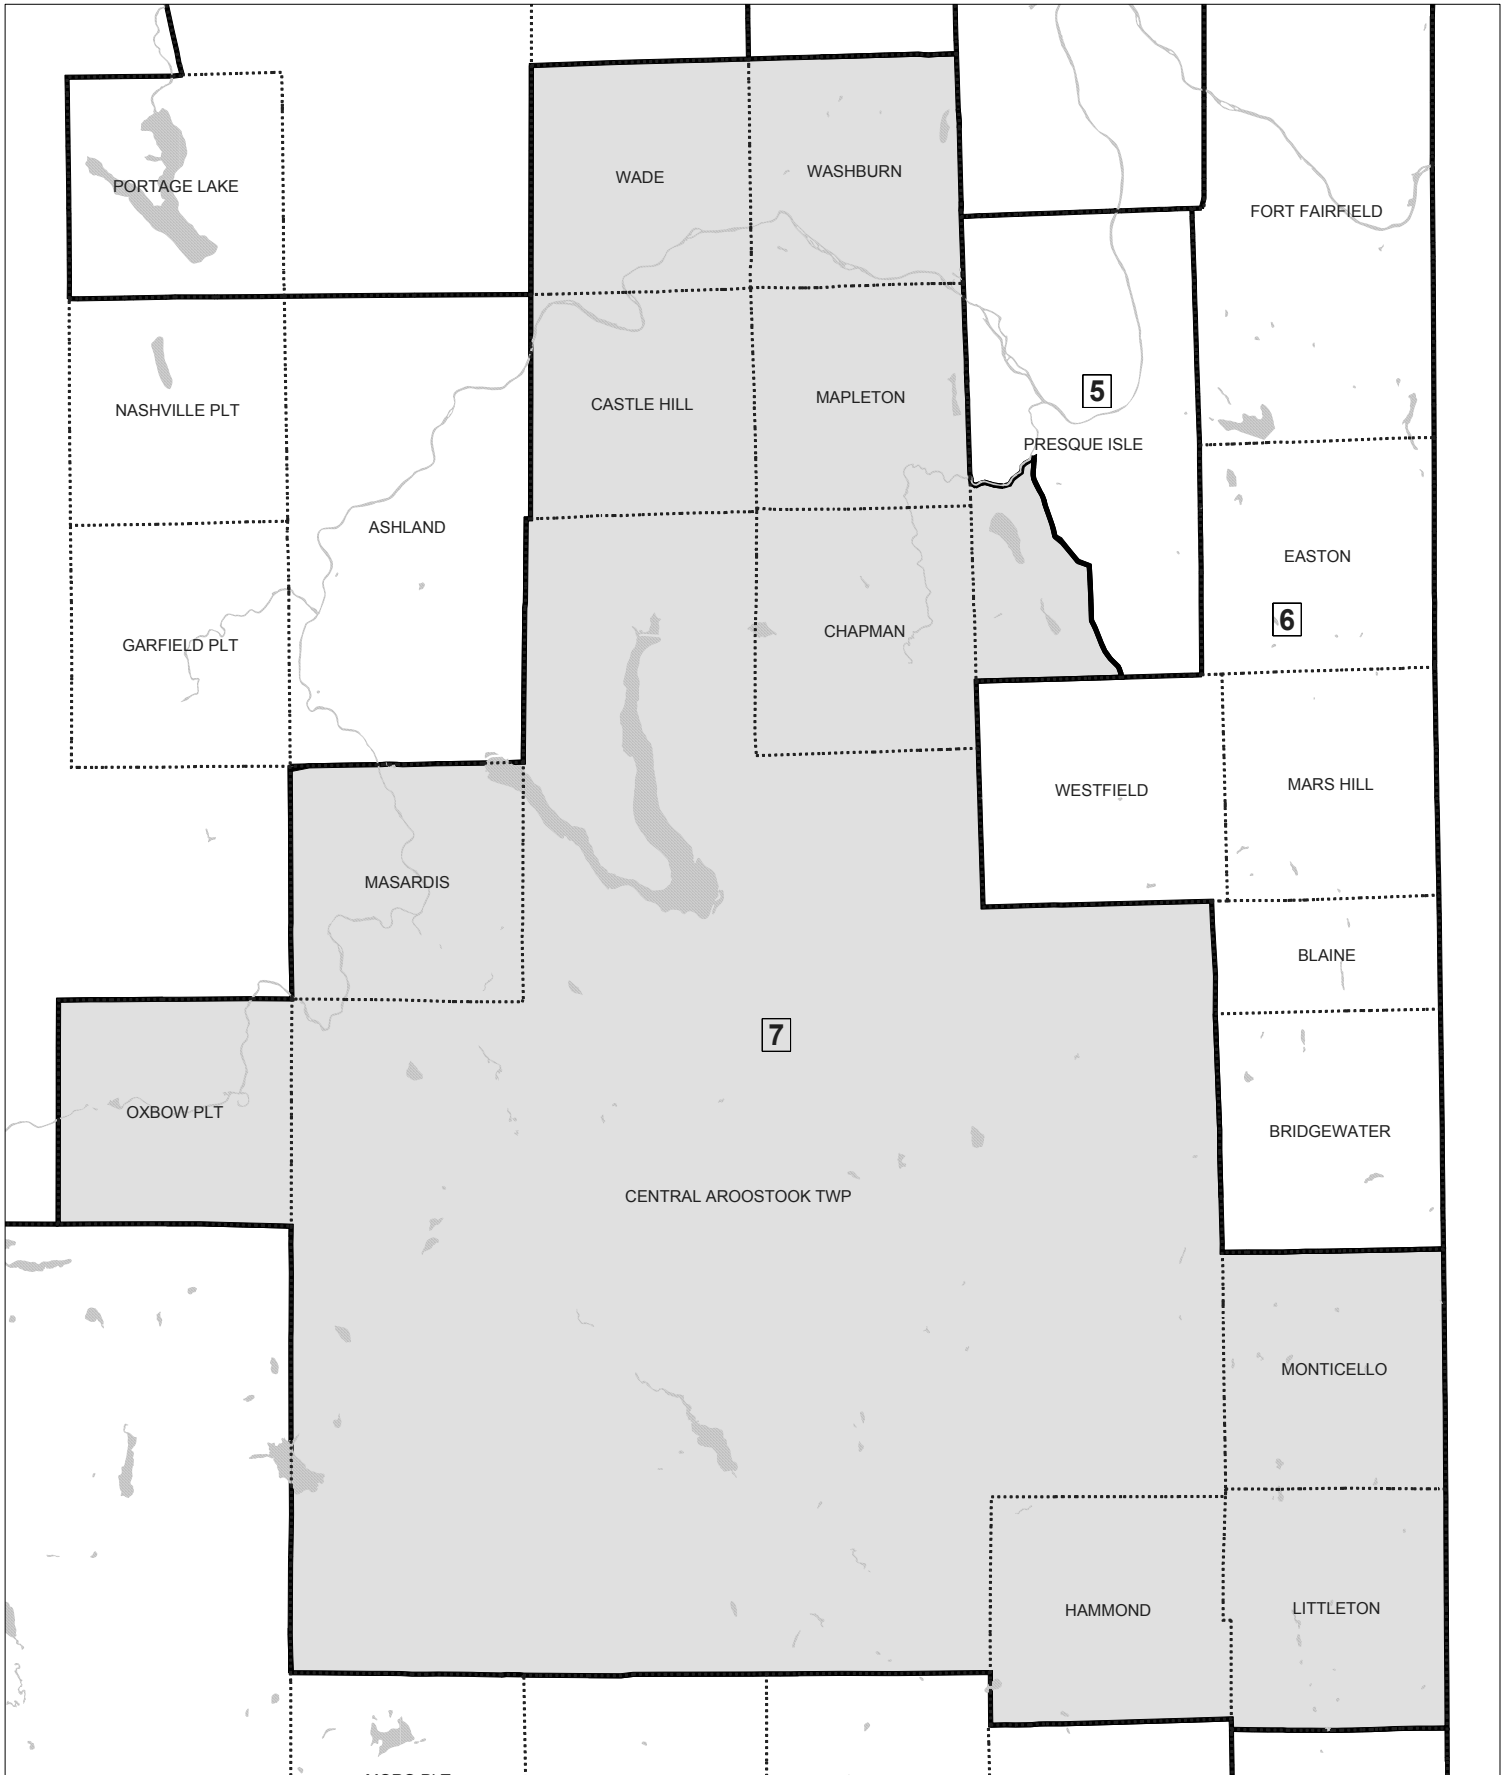 WASHBURN
WADE
PORTAGE LAKE
FORT FAIRFIELD
5
MAPLETON
CASTLE HILL
NASHVILLE PLT
PRESQUE ISLE
ASHLAND
EASTON
6
CHAPMAN
GARFIELD PLT
MARS HILL
WESTFIELD
MASARDIS
BLAINE
7
OXBOW PLT
BRIDGEWATER
CENTRAL AROOSTOOK TWP
MONTICELLO
LITTLETON
HAMMOND